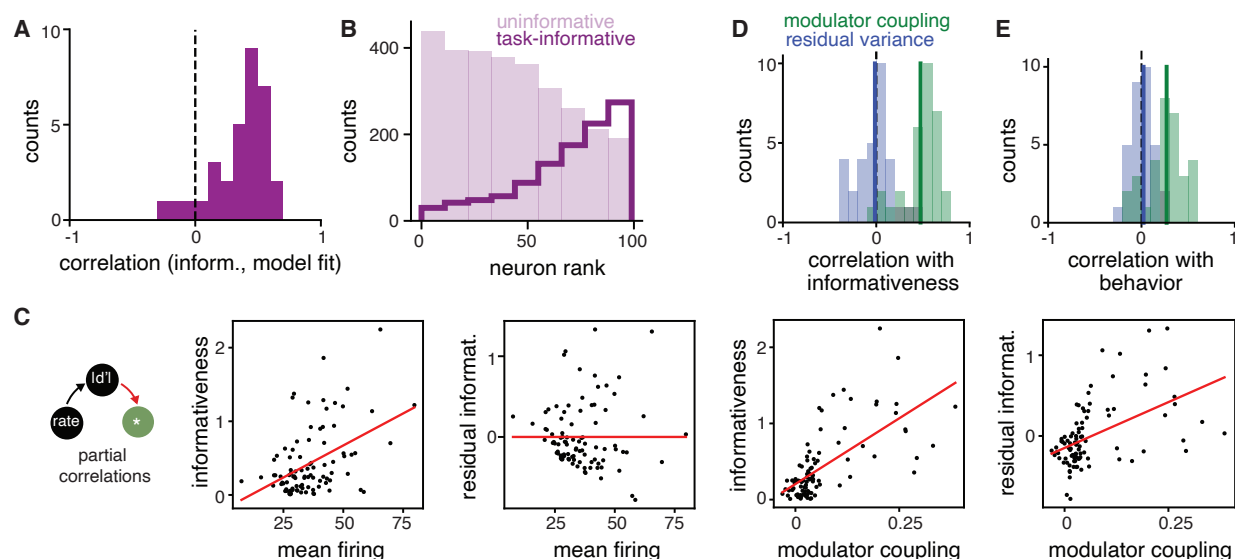 A
10
5
0
counts
-1
0
1
correlation (inform., model fit)
B
uninformative
task-informative
400
200
0
counts
0
50
100
neuron rank
D
modulator coupling
residual variance
10
5
0
counts
-1
0
1
correlation with
informativeness
E
10
5
0
counts
-1
0
1
correlation with
behavior
C
|d'|
rate
*
partial
correlations
2
1
0
informativeness
25
50
75
mean firing
1
0
residual informat.
25
50
75
mean firing
2
1
0
informativeness
0
0.25
modulator coupling
1
0
residual informat.
0
0.25
modulator coupling